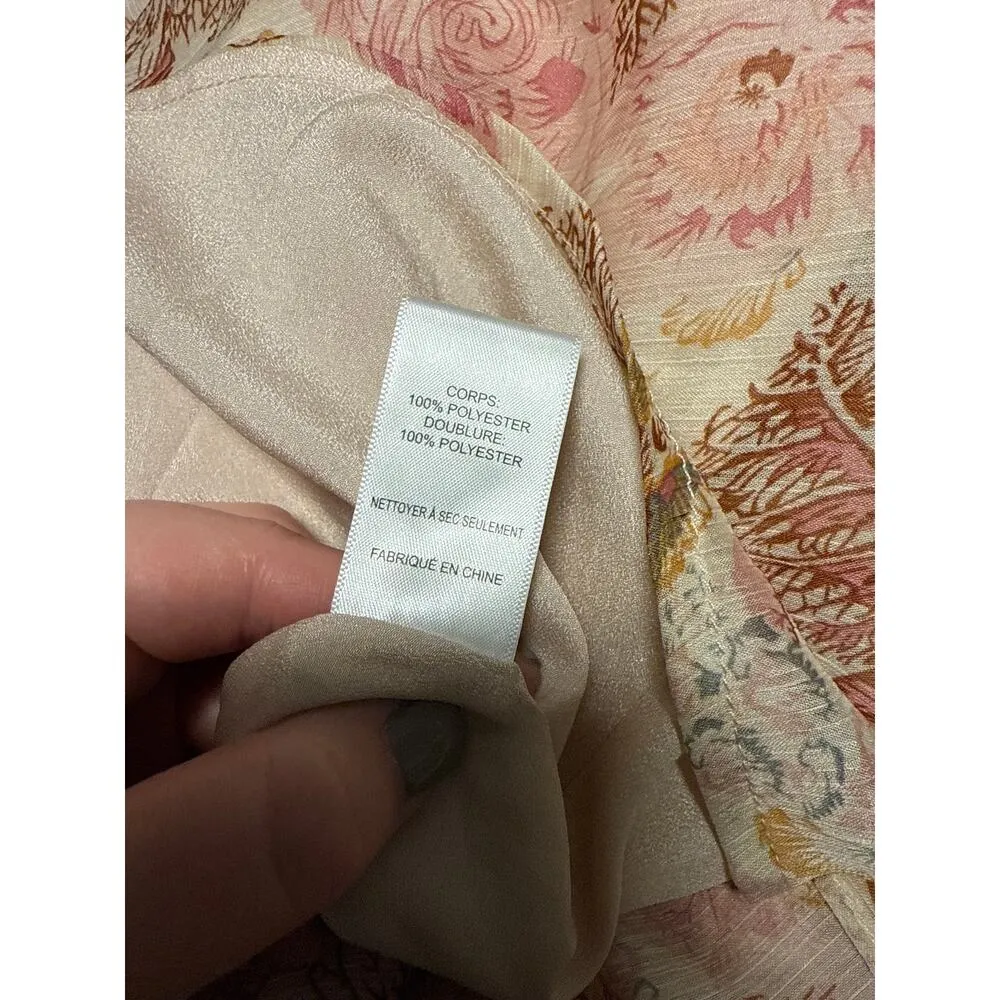 CORPS:
100% POLYESTER
DOUBLURE:
100% POLYESTER
NETTOYER À SEC SEULEMENT
FABRIQUÉ EN CHINE